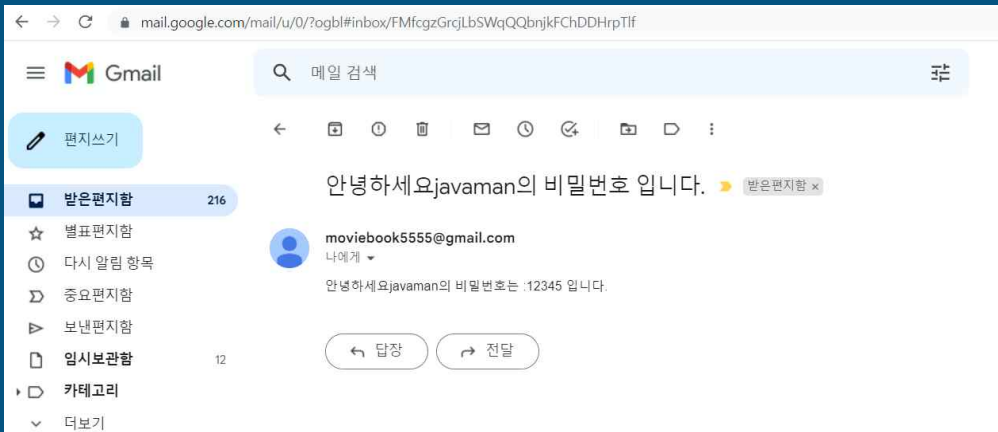 mail.google.com/mail/u/0/?ogbl#inbox/FMfcgzGrcjLbSWqQQbnjkFChDDHrpTlf
Gmail
메일 검색
편지쓰기
안녕하세요javaman의 비밀번호 입니다.
받은편지함 ×
받은편지함 216
별표편지함
moviebook5555@gmail.com
나에게
다시 알림 항목
안녕하세요javaman의 비밀번호는 :12345 입니다.
중요편지함
보낸편지함
답장
전달
임시보관함 12
카테고리
더보기